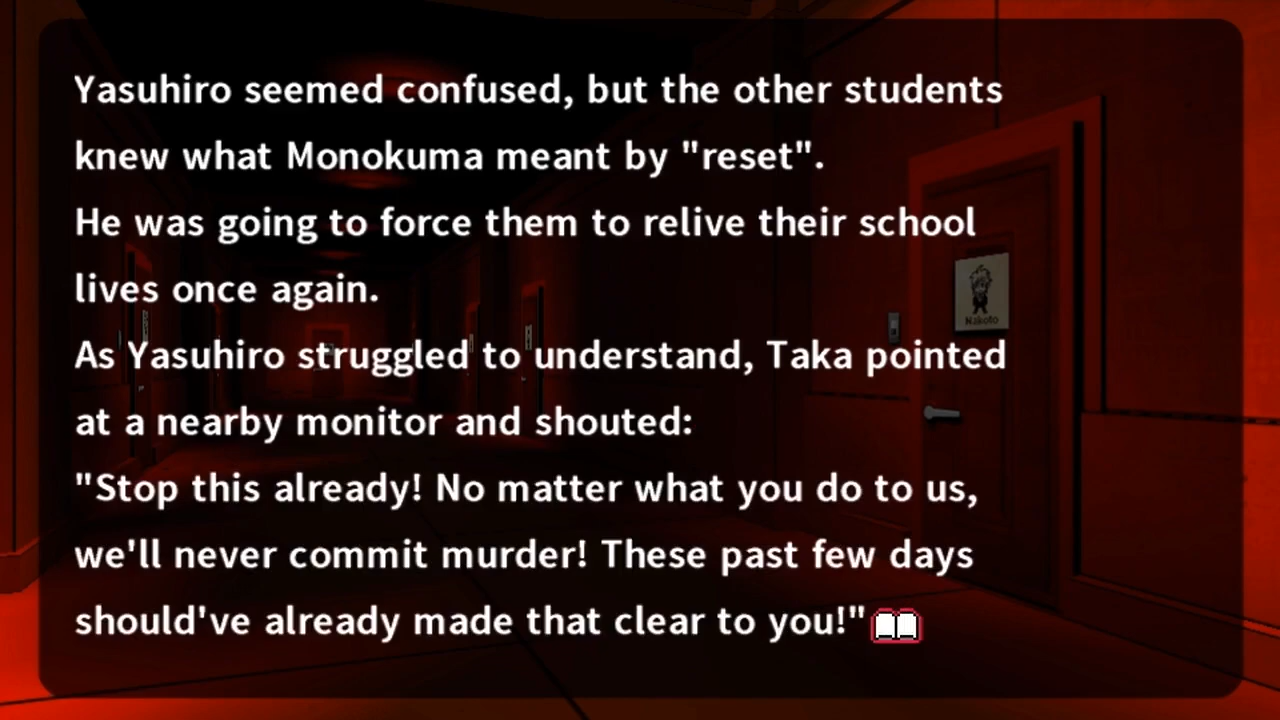 Yasuhiro seemed confused, but the other students
knew what Monokuma meant by "reset".
He was going to force them to relive their school
lives once again.
As Yasuhiro struggled to understand, Taka pointed
at a nearby monitor and shouted:
"Stop this already! No matter what you do to us,
we'll never commit murder! These past few days
should've already made that clear to you!"